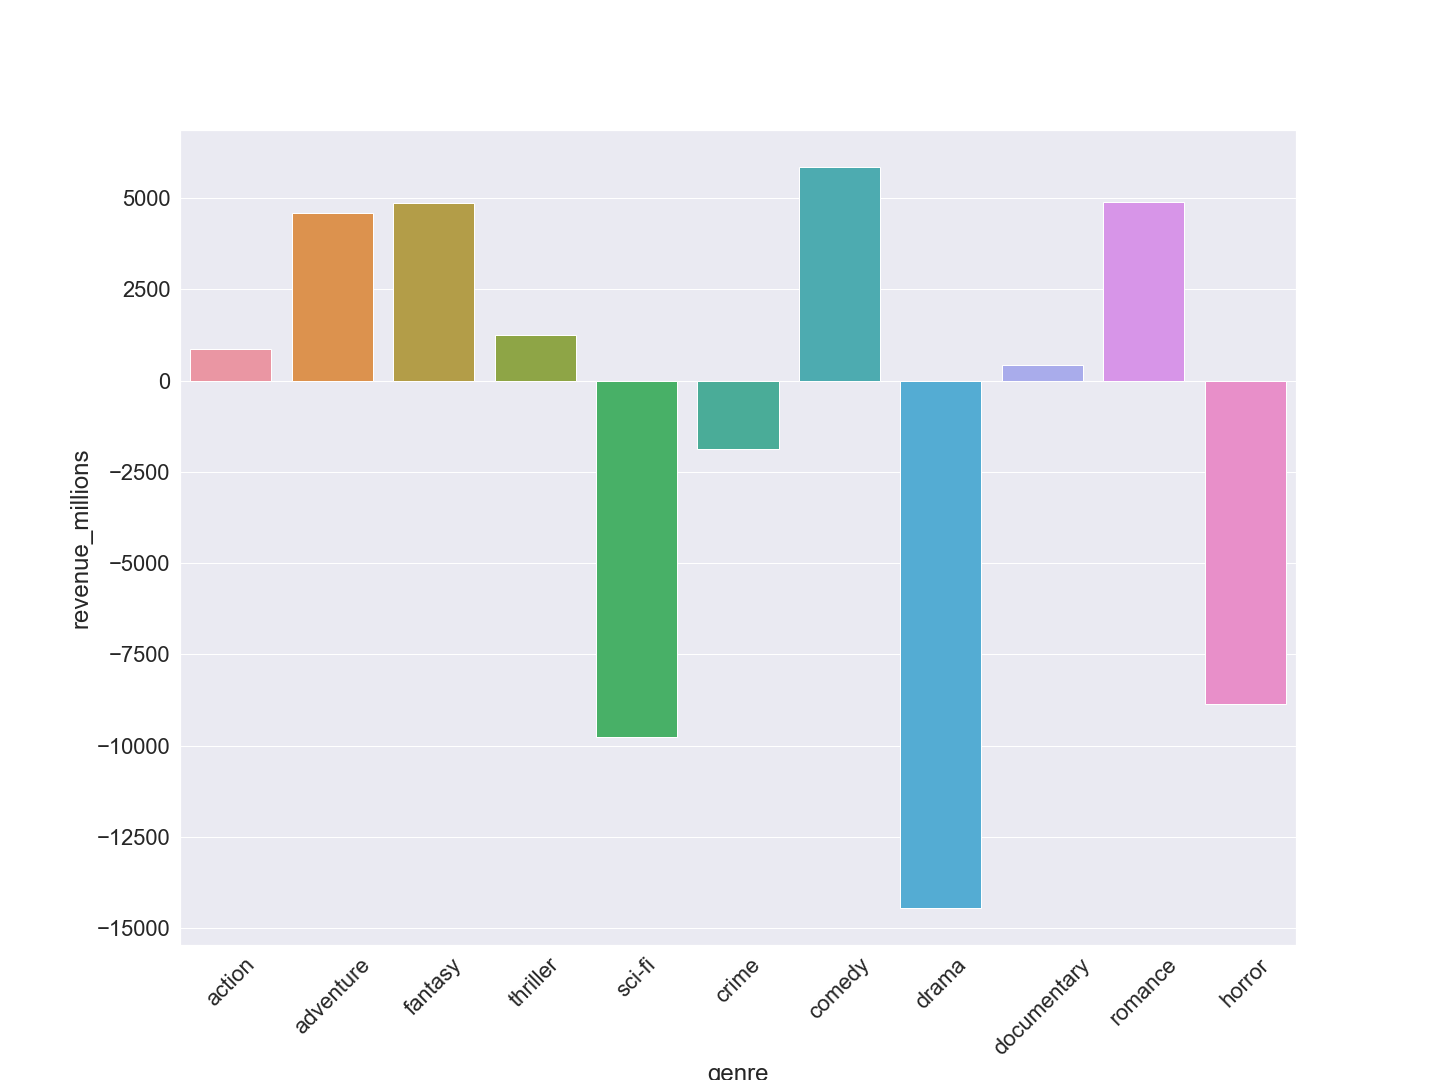 5000
2500
0
−2500
−5000
−7500
−10000
−12500
−15000
revenue_millions
action
adventure
fantasy
thriller
sci-fi
crime
comedy
drama
documentary
romance
horror
genre